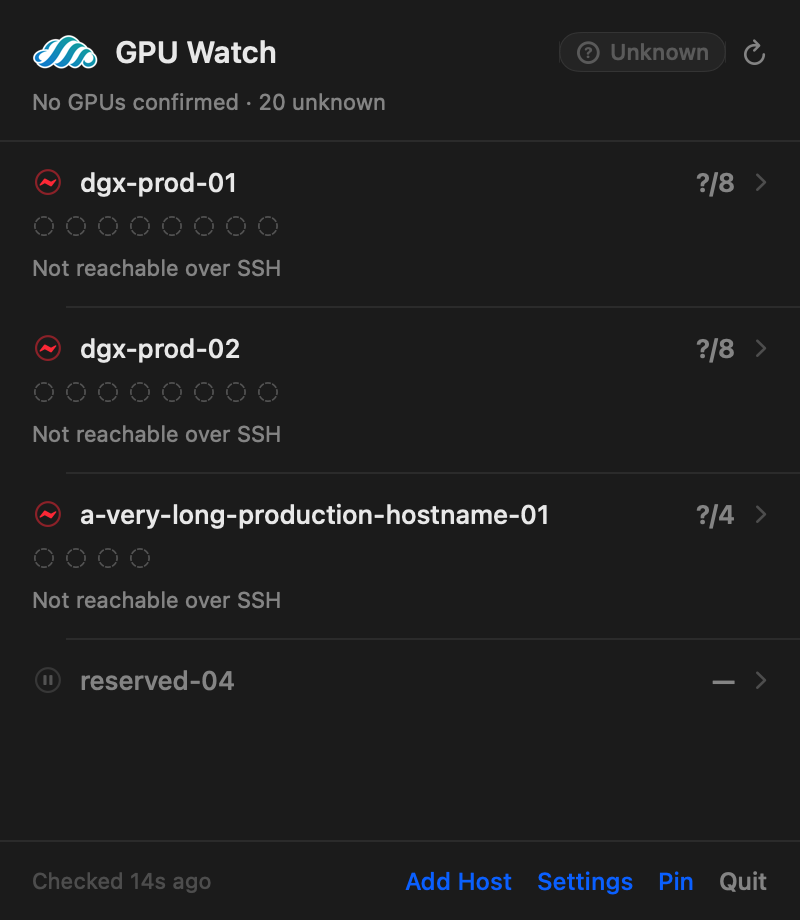 GPU Watch
Unknown
No GPUs confirmed · 20 unknown
dgx-prod-01
?/8
Not reachable over SSH
dgx-prod-02
?/8
Not reachable over SSH
a-very-long-production-hostname-01
?/4
Not reachable over SSH
reserved-04
—
Checked 14s ago
Add Host
Settings
Pin
Quit